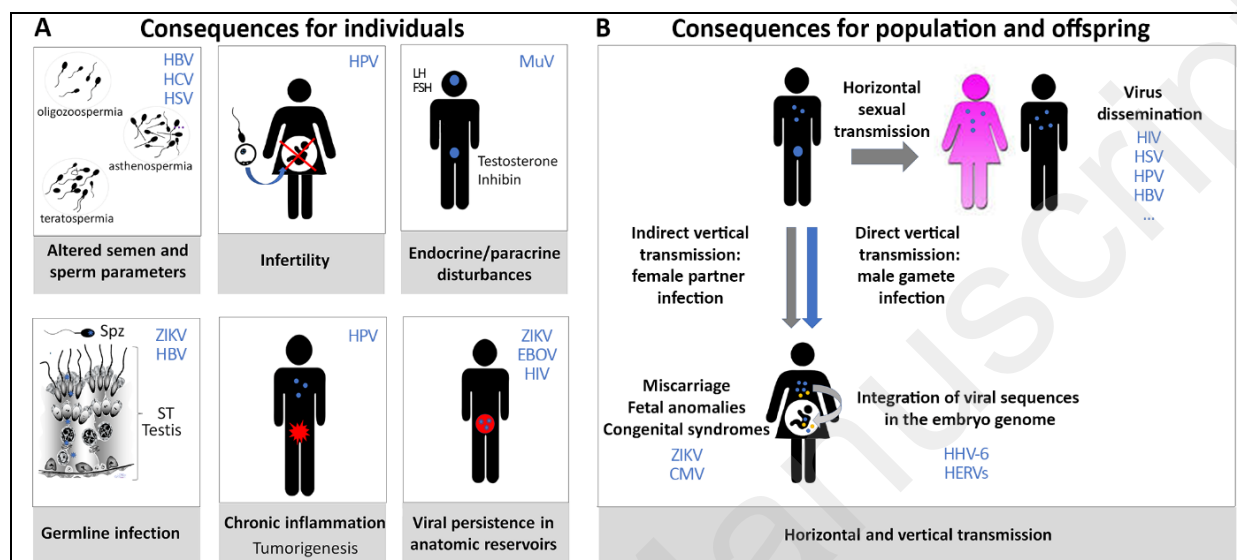 A
Consequences for individuals
HBV
HCV
HSV
oligozoospermia
asthenospermia
teratospermia
Altered semen and
sperm parameters
HPV
Infertility
MuV
LH
FSH
Testosterone
Inhibin
Endocrine/paracrine
disturbances
Spz
ZIKV
HBV
ST
Testis
Germline infection
HPV
Chronic inflammation
Tumorigenesis
ZIKV
EBOV
HIV
Viral persistence in
anatomic reservoirs
B
Consequences for population and offspring
Horizontal
sexual
transmission
Virus
dissemination
HIV
HSV
HPV
HBV
...
Indirect vertical
transmission:
female partner
infection
Direct vertical
transmission:
male gamete
infection
Miscarriage
Fetal anomalies
Congenital syndromes
ZIKV
CMV
Integration of viral sequences
in the embryo genome
HHV-6
HERVs
Horizontal and vertical transmission